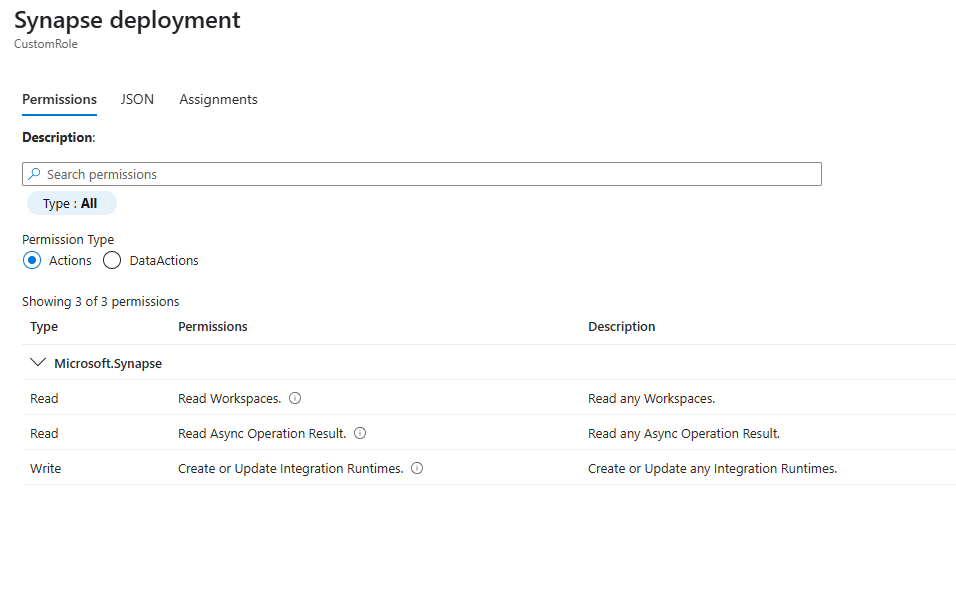 Synapse deployment
CustomRole
Permissions JSON Assignments
Description:
Search permissions
Type : All
Permission Type
Actions DataActions
Showing 3 of 3 permissions
Type Permissions Description
Microsoft.Synapse
Read Read Workspaces. Read any Workspaces.
Read Read Async Operation Result. Read any Async Operation Result.
Write Create or Update Integration Runtimes. Create or Update any Integration Runtimes.